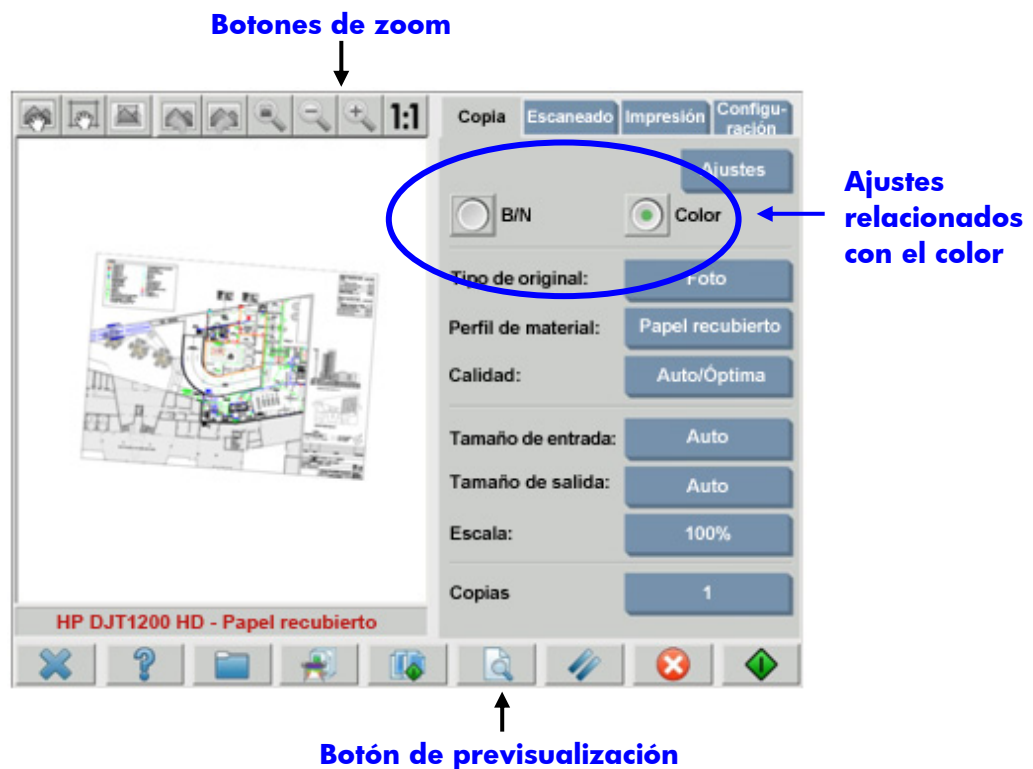 Botones de zoom
1:1
Copia
Escaneado
Impresión
Configu-
ración
Ajustes
B/N
Color
Ajustes
relacionados
con el color
Tipo de original:
Foto
Perfil de material:
Papel recubierto
Calidad:
Auto/Óptima
Tamaño de entrada:
Auto
Tamaño de salida:
Auto
Escala:
100%
Copias
1
HP DJT1200 HD - Papel recubierto
Botón de previsualización